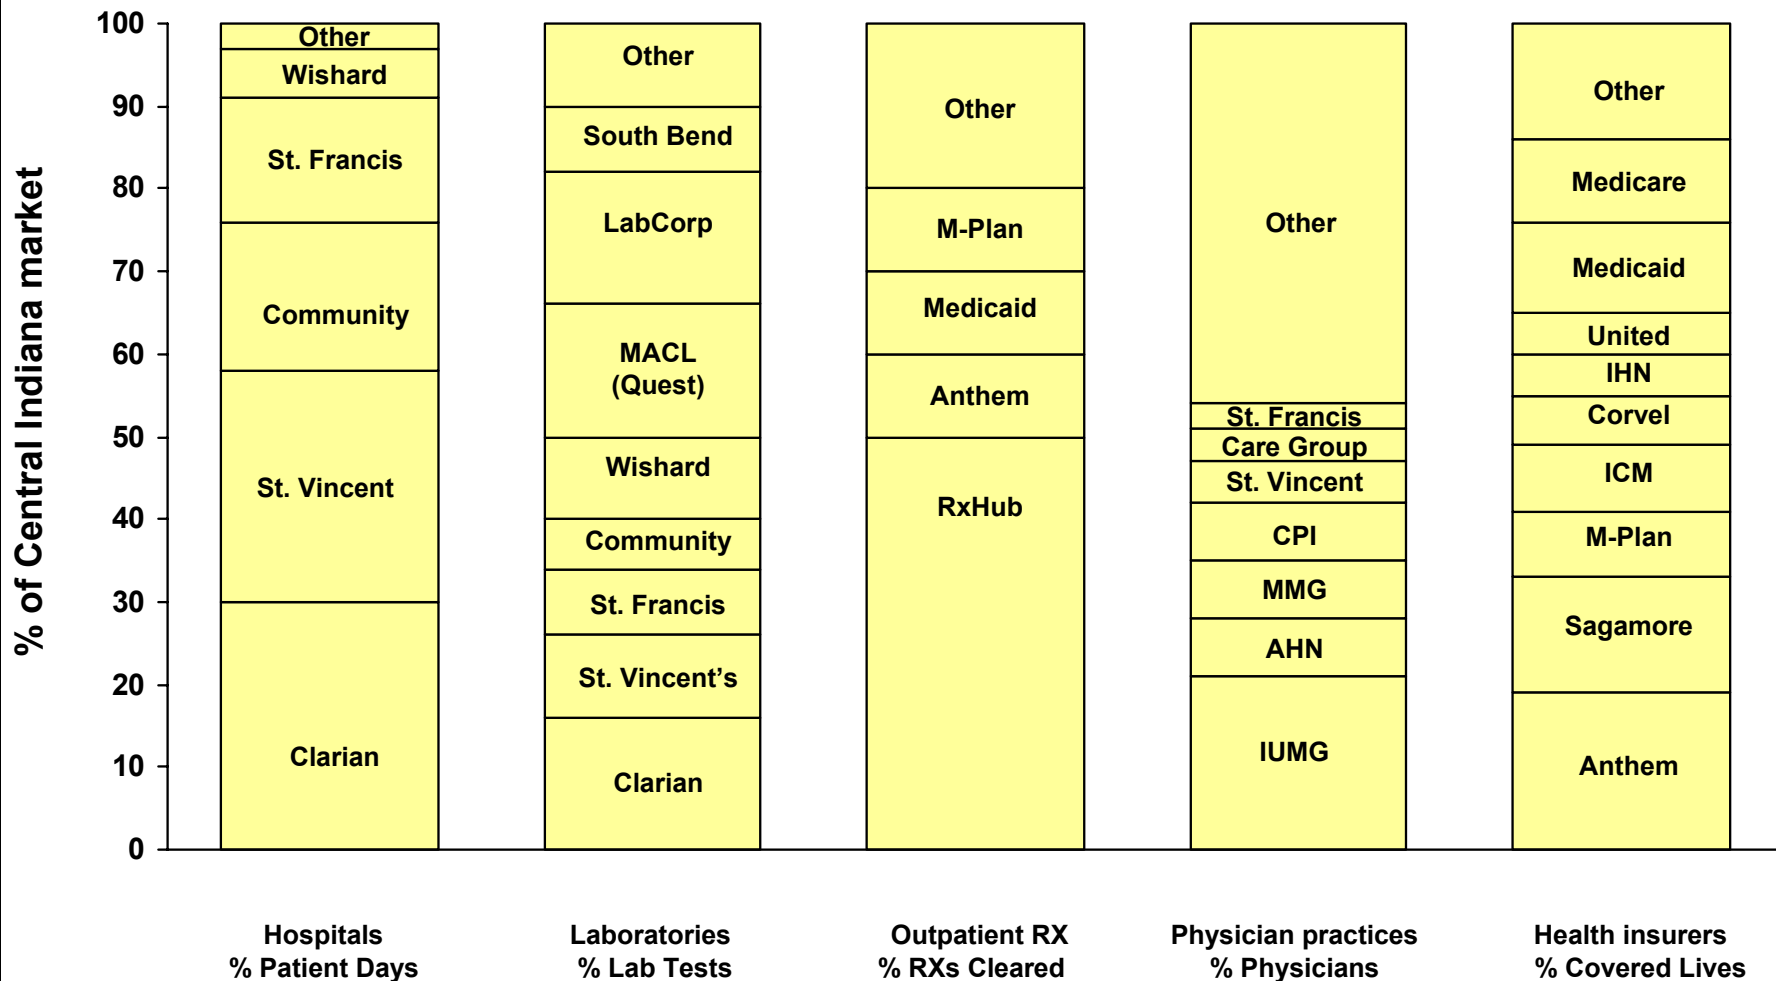 % of Central Indiana market
100
90
80
70
60
50
40
30
20
10
0
Other
Wishard
St. Francis
Community
St. Vincent
Clarian
Other
South Bend
LabCorp
MACL
(Quest)
Wishard
Community
St. Francis
St. Vincent’s
Clarian
Other
M-Plan
Medicaid
Anthem
RxHub
Other
St. Francis
Care Group
St. Vincent
CPI
MMG
AHN
IUMG
Other
Medicare
Medicaid
United
IHN
Corvel
ICM
M-Plan
Sagamore
Anthem
Hospitals
% Patient Days
Laboratories
% Lab Tests
Outpatient RX
% RXs Cleared
Physician practices
% Physicians
Health insurers
% Covered Lives